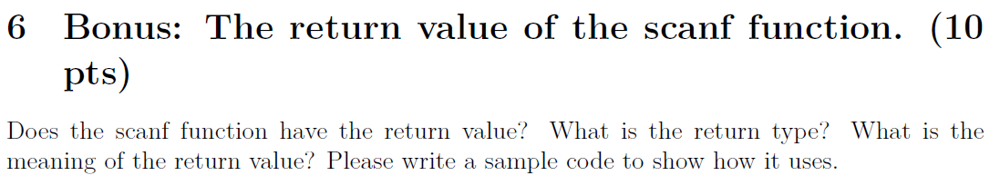 6 Bonus: The return value of the scanf function. (10
pts)
Does the scanf function have the return value? What is the return type? What is the
meaning of the return value? Please write a sample code to show how it uses.